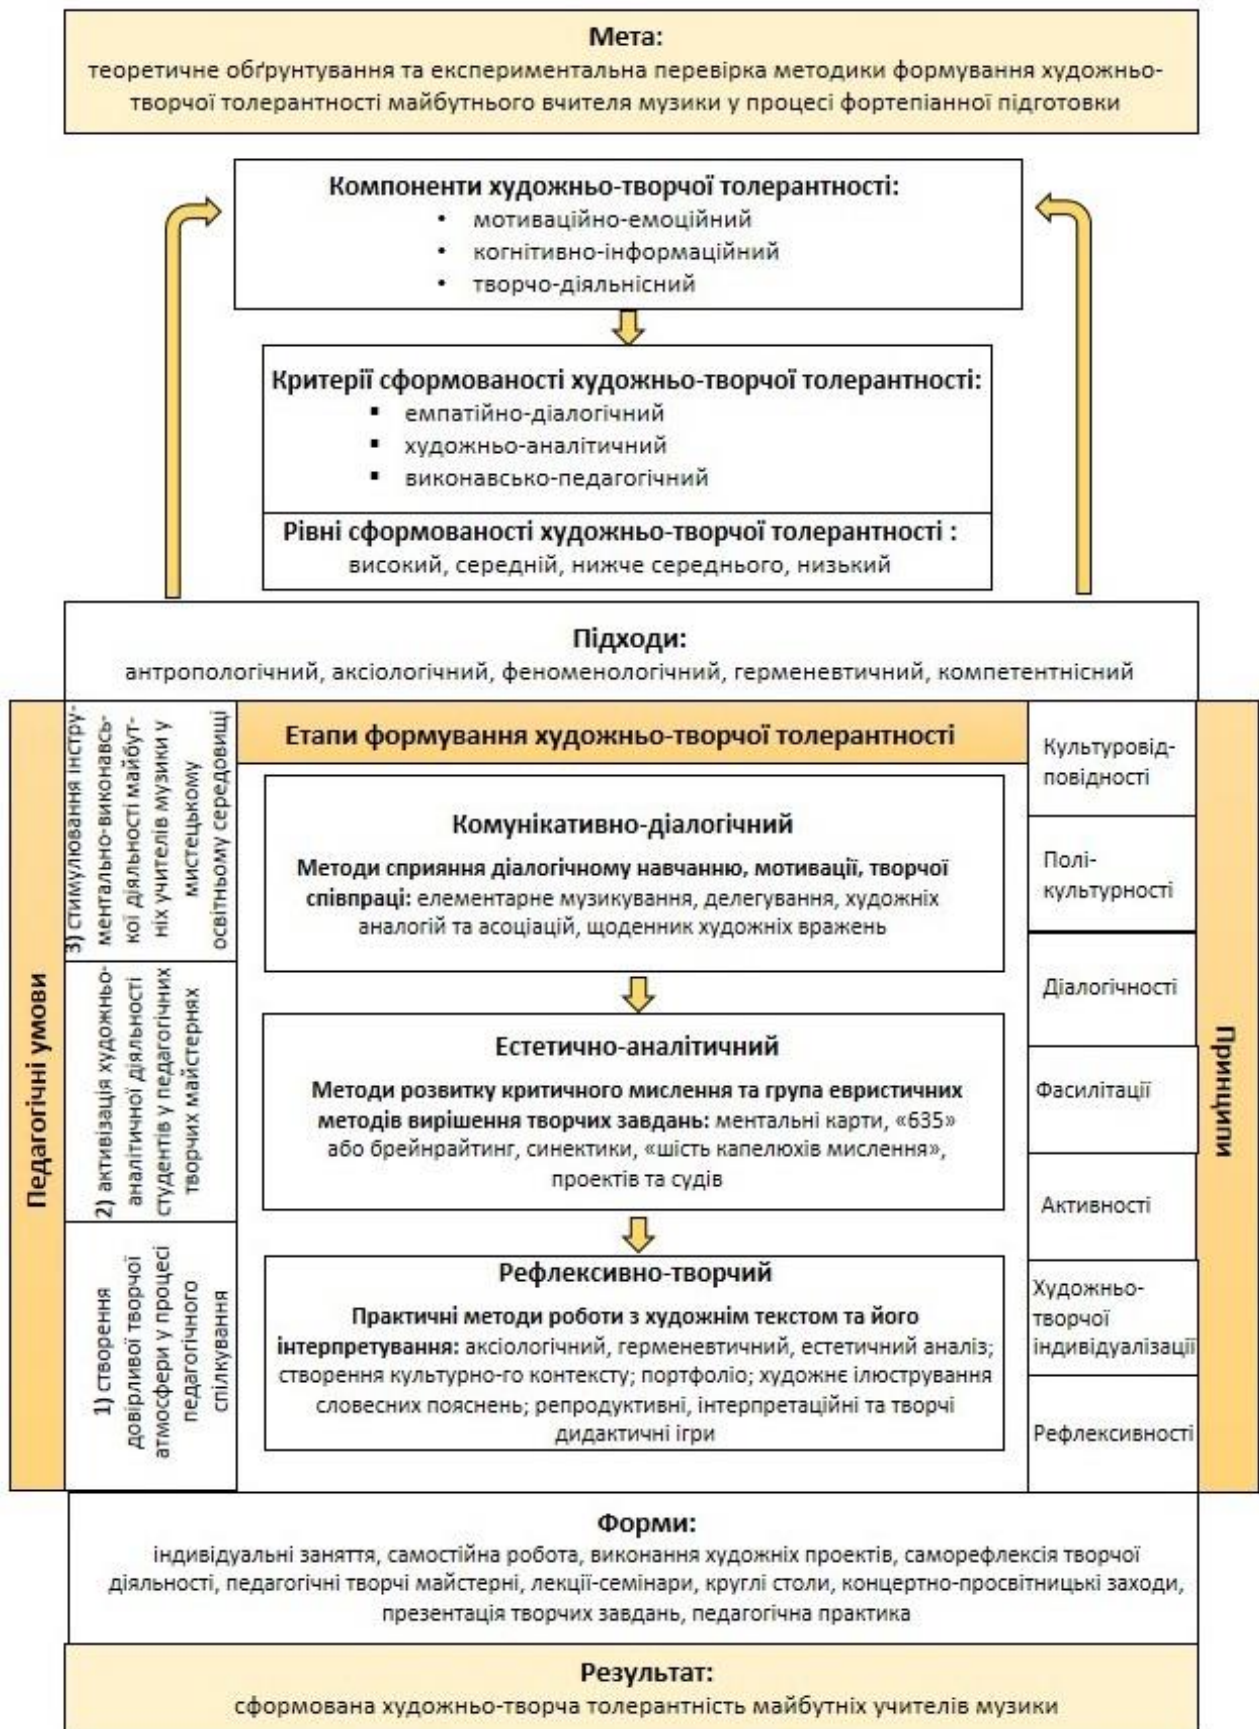 Мета:
теоретичне обґрунтування та експериментальна перевірка методики формування художньо-
творчої толерантності майбутнього вчителя музики у процесі фортепіанної підготовки
Компоненти художньо-творчої толерантності:
• мотиваційно-емоційний
• когнітивно-інформаційний
• творчо-діяльнісний
Критерії сформованості художньо-творчої толерантності:
▪ емпатійно-діалогічний
▪ художньо-аналітичний
▪ виконавсько-педагогічний
Рівні сформованості художньо-творчої толерантності :
високий, середній, нижче середнього, низький
Підходи:
антропологічний, аксіологічний, феноменологічний, герменевтичний, компетентнісний
Педагогічні умови
3) стимулювання інстру-
ментально-виконавсь-
кої діяльності майбут-
ніх учителів музики у
мистецькому
освітньому середовищі
2) активізація художньо-
аналітичної діяльності
студентів у педагогічних
творчих майстернях
1) створення
довірливої творчої
атмосфери у процесі
педагогічного
спілкування
Етапи формування художньо-творчої толерантності
Комунікативно-діалогічний
Методи сприяння діалогічному навчанню, мотивації, творчої
співпраці: елементарне музикування, делегування, художніх
аналогій та асоціацій, щоденник художніх вражень
Естетично-аналітичний
Методи розвитку критичного мислення та група евристичних
методів вирішення творчих завдань: ментальні карти, «635»
або брейнрайтинг, синектики, «шість капелюхів мислення»,
проектів та судів
Рефлексивно-творчий
Практичні методи роботи з художнім текстом та його
інтерпретування: аксіологічний, герменевтичний, естетичний аналіз;
створення культурно-го контексту; портфоліо; художнє ілюстрування
словесних пояснень; репродуктивні, інтерпретаційні та творчі
дидактичні ігри
Культуровід-
повідності
Полі-
культурності
Діалогічності
Фасилітації
Активності
Художньо-
творчої
індивідуалізації
Рефлексивності
Принципи
Форми:
індивідуальні заняття, самостійна робота, виконання художніх проектів, саморефлексія творчої
діяльності, педагогічні творчі майстерні, лекції-семінари, круглі столи, концертно-просвітницькі заходи,
презентація творчих завдань, педагогічна практика
Результат:
сформована художньо-творча толерантність майбутніх учителів музики